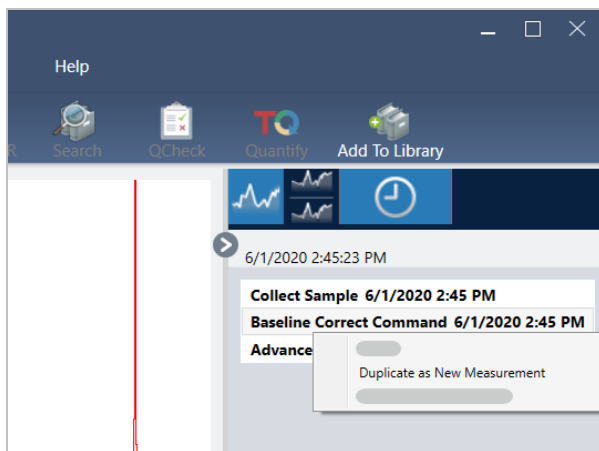 Help
R Search QCheck Quantify Add To Library
TQ
6/1/2020 2:45:23 PM
Collect Sample 6/1/2020 2:45 PM
Baseline Correct Command 6/1/2020 2:45 PM
Advance
Duplicate as New Measurement